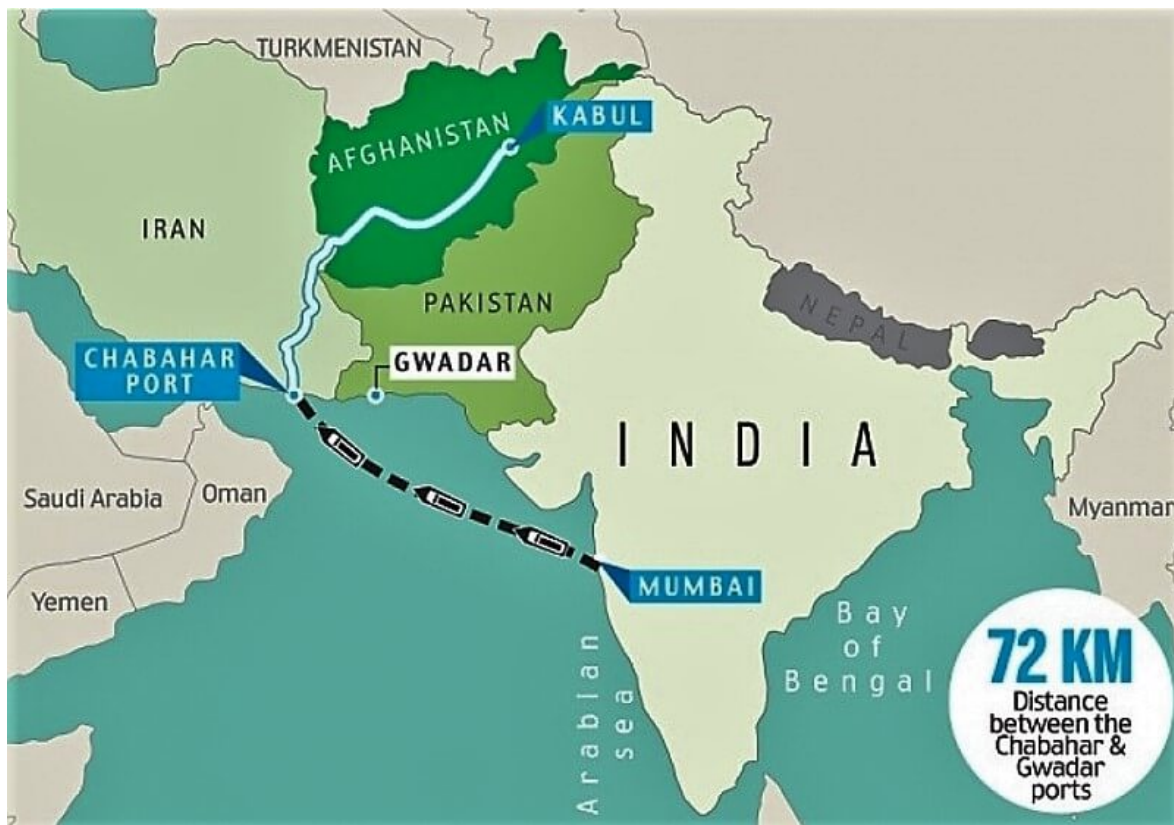 TURKMENISTAN
AFGHANISTAN
KABUL
IRAN
PAKISTAN
NEPAL
CHABAHAR
PORT
GWADAR
INDIA
Saudi Arabia
Oman
Myanmar
Yemen
MUMBAI
Arabian
sea
Bay
of
Bengal
72 KM
Distance
between the
Chabahar &
Gwadar
ports